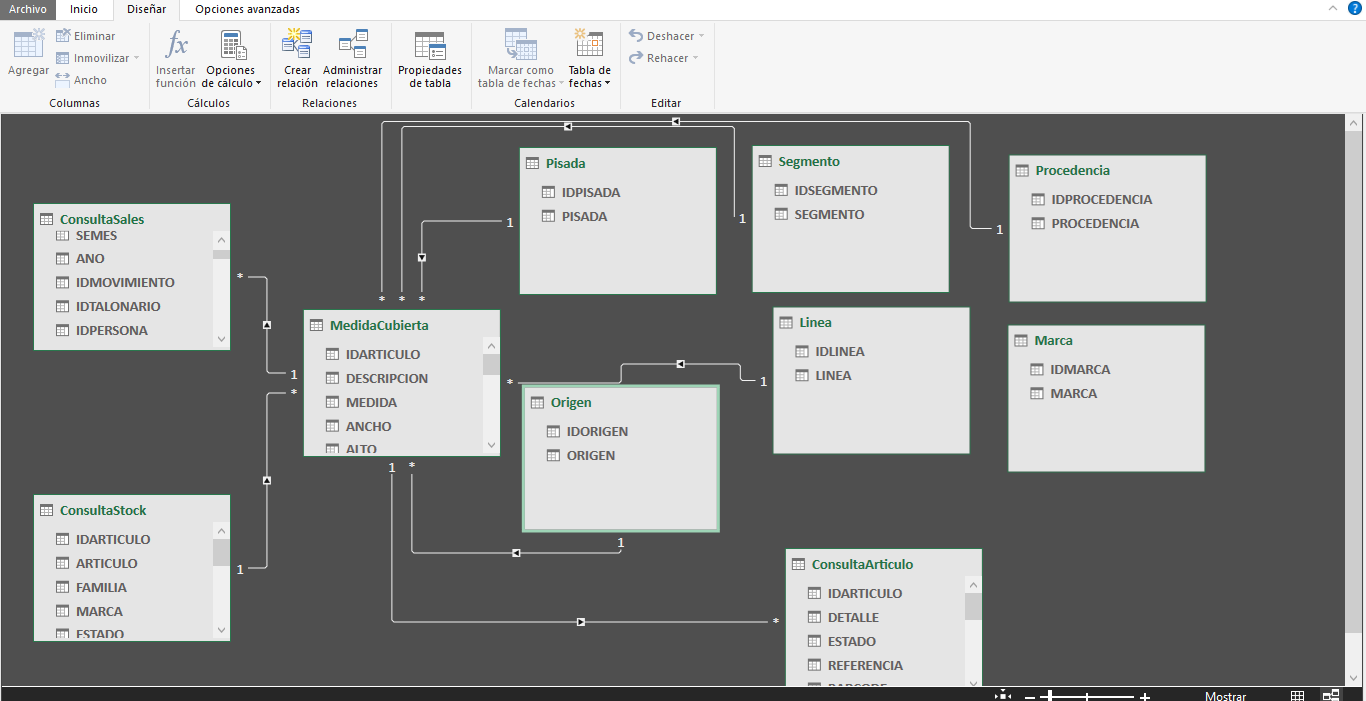 Archivo Inicio Diseñar Opciones avanzadas
Agregar
Eliminar
Inmovilizar
Ancho
Columnas
Insertar
función
Opciones
de cálculo
Cálculos
Crear
relación
Administrar
relaciones
Relaciones
Propiedades
de tabla
Marcar como
tabla de fechas
Tabla de
fechas
Calendarios
Deshacer
Rehacer
Editar
Pisada
IDPISADA
PISADA
1
Segmento
IDSEGMENTO
SEGMENTO
1
Procedencia
IDPROCEDENCIA
PROCEDENCIA
1
ConsultaSales
SEMES
ANO
IDMOVIMIENTO
IDTALONARIO
IDPERSONA
*
* * *
MedidaCubierta
IDARTICULO
DESCRIPCION
MEDIDA
ANCHO
ALTO
1
*
*
1 *
Linea
IDLINEA
LINEA
1
Marca
IDMARCA
MARCA
Origen
IDORIGEN
ORIGEN
1
ConsultaStock
IDARTICULO
ARTICULO
FAMILIA
MARCA
ESTADO
1
ConsultaArticulo
IDARTICULO
DETALLE
ESTADO
REFERENCIA
BARCODE
*
Mostrar